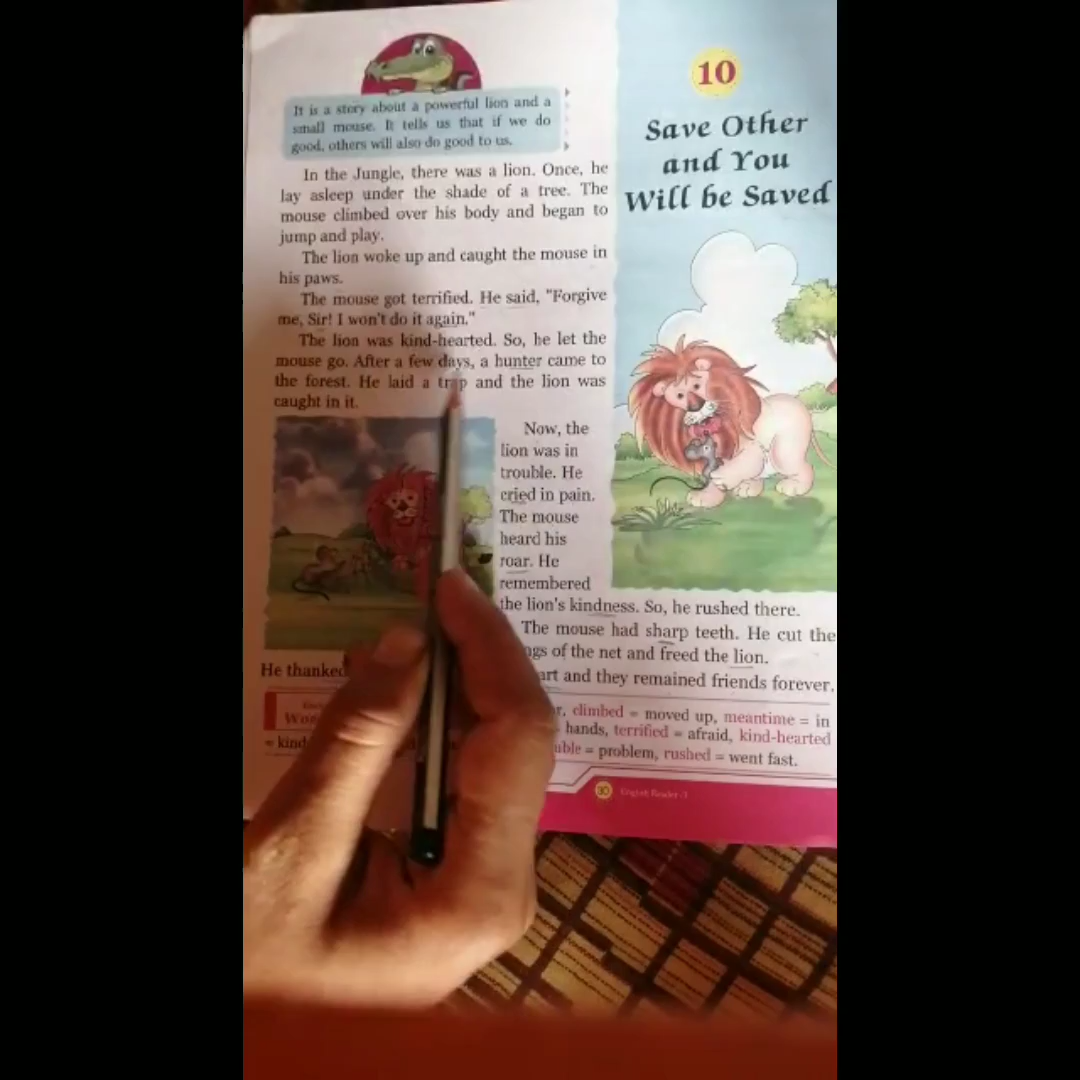 It is a story about a powerful lion and a
small mouse. It tells us that if we do
good, others will also do good to us.
10
Save Other
and You
Will be Saved
In the Jungle, there was a lion. Once, he
lay asleep under the shade of a tree. The
mouse climbed over his body and began to
jump and play.
The lion woke up and caught the mouse in
his paws.
The mouse got terrified. He said, "Forgive
me, Sir! I won't do it again."
The lion was kind-hearted. So, he let the
mouse go. After a few days, a hunter came to
the forest. He laid a trap and the lion was
caught in it.
Now, the
lion was in
trouble. He
cried in pain.
The mouse
heard his
roar. He
remembered
the lion's kindness. So, he rushed there.
The mouse had sharp teeth. He cut the
of the net and freed the lion.
He thanked and they remained friends forever.
climbed = moved up, meantime = in
hands, terrified = afraid, kind-hearted
= kind = problem, rushed = went fast.
30 English Reader